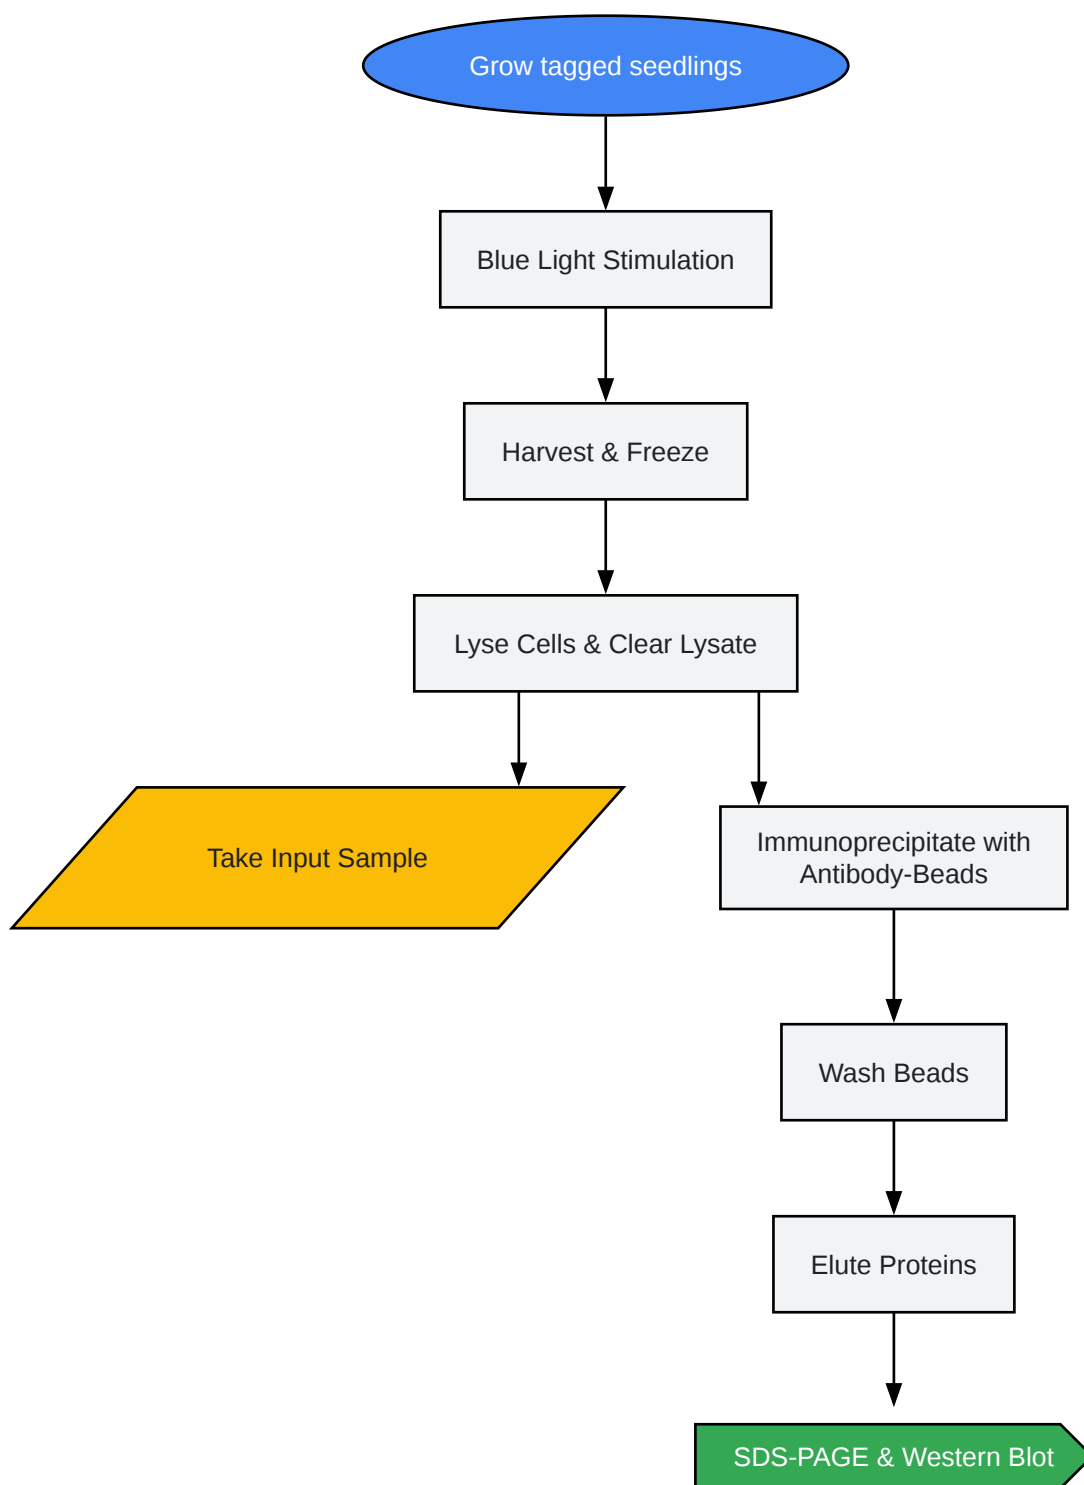 Grow tagged seedlings
Blue Light Stimulation
Harvest & Freeze
Lyse Cells & Clear Lysate
Take Input Sample
Immunoprecipitate with
Antibody-Beads
Wash Beads
Elute Proteins
SDS-PAGE & Western Blot